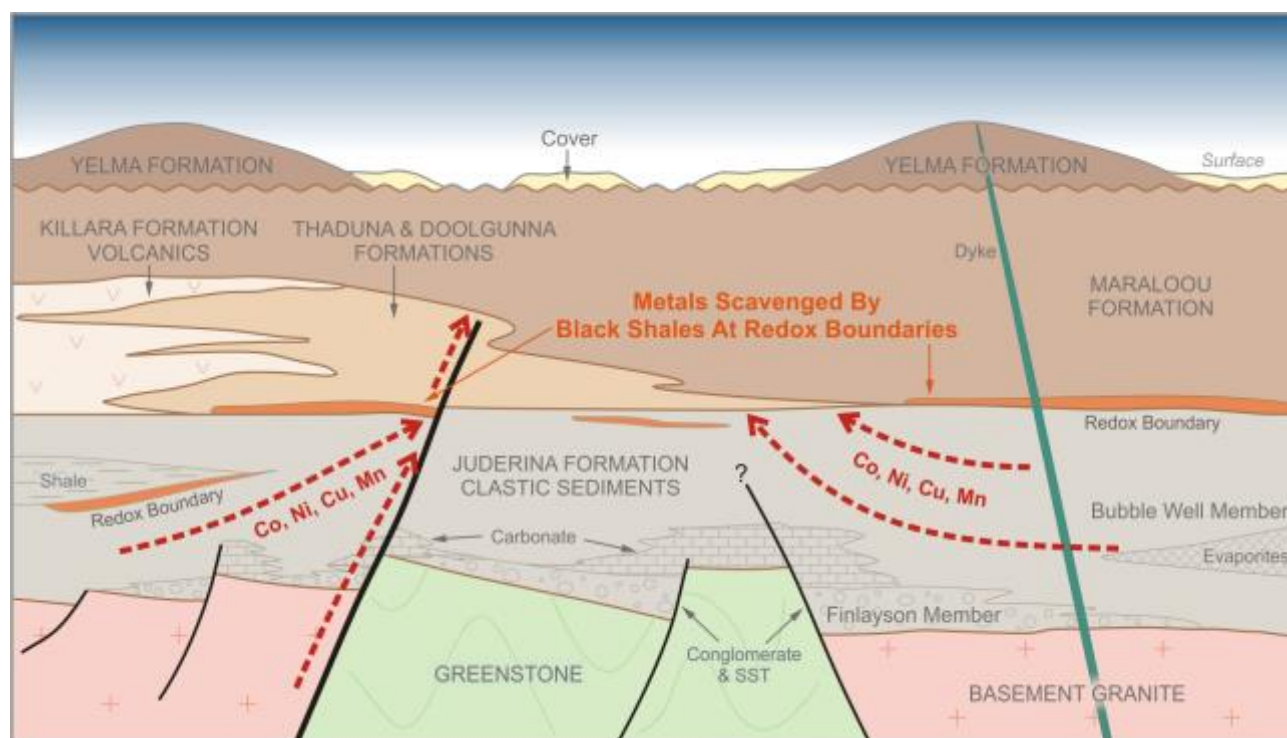 Cover
YELMA FORMATION
YELMA FORMATION
Surface
KILLARA FORMATION
VOLCANICS
THADUNA & DOOLGUNNA
FORMATIONS
Dyke
MARALOOU
FORMATION
Metals Scavenged By
Black Shales At Redox Boundaries
Redox Boundary
Shale
Redox Boundary
Co, Ni, Cu, Mn
JUDERINA FORMATION
CLASTIC SEDIMENTS
?
Co, Ni, Cu, Mn
Bubble Well Member
Carbonate
Evaporites
Finlayson Member
Conglomerate
& SST
GREENSTONE
BASEMENT GRANITE